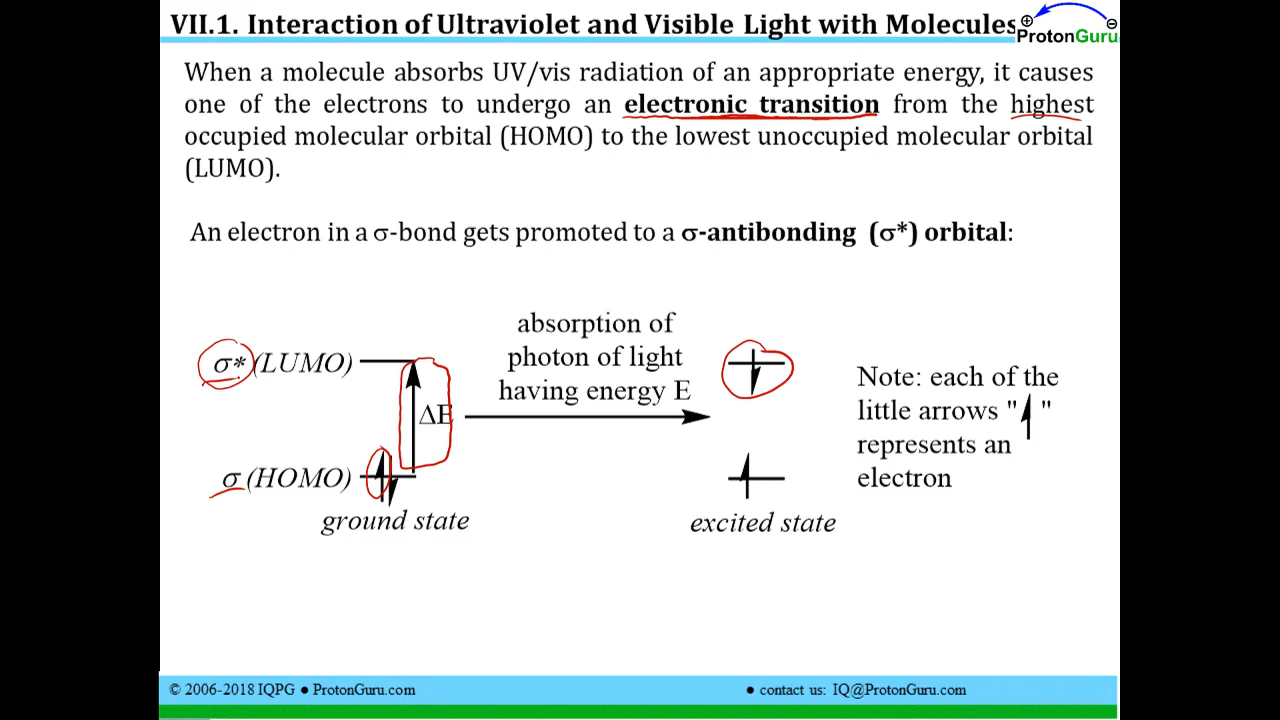 VII.1. Interaction of Ultraviolet and Visible Light with Molecules
ProtonGuru
When a molecule absorbs UV/vis radiation of an appropriate energy, it causes
one of the electrons to undergo an electronic transition from the highest
occupied molecular orbital (HOMO) to the lowest unoccupied molecular orbital
(LUMO).
An electron in a σ-bond gets promoted to a σ-antibonding (σ*) orbital:
absorption of
photon of light
having energy E
σ* (LUMO)
ΔE
σ (HOMO)
ground state
excited state
Note: each of the
little arrows " "
represents an
electron
© 2006-2018 IQPG ● ProtonGuru.com
● contact us: IQ@ProtonGuru.com